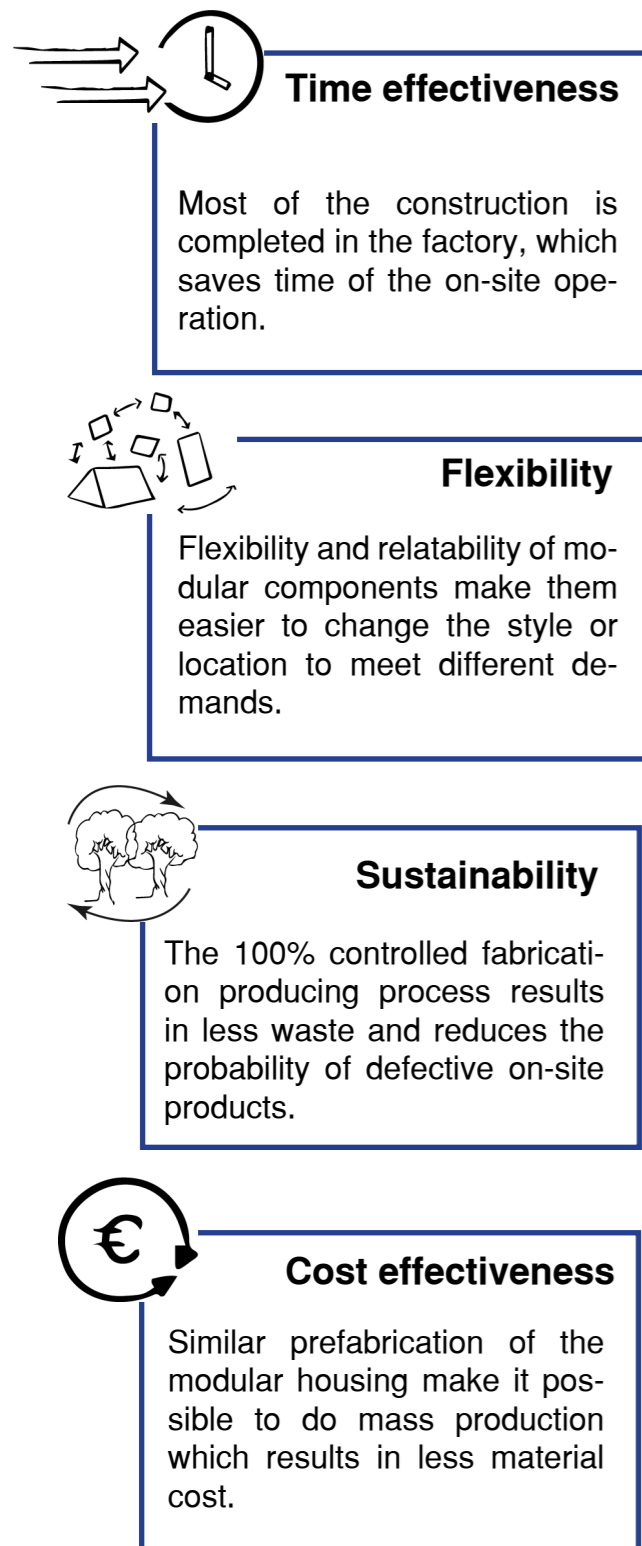 Time effectiveness
Most of the construction is
completed in the factory, which
saves time of the on-site ope-
ration.
Flexibility
Flexibility and relatability of mo-
dular components make them
easier to change the style or
location to meet different de-
mands.
Sustainability
The 100% controlled fabricati-
on producing process results
in less waste and reduces the
probability of defective on-site
products.
€
Cost effectiveness
Similar prefabrication of the
modular housing make it pos-
sible to do mass production
which results in less material
cost.